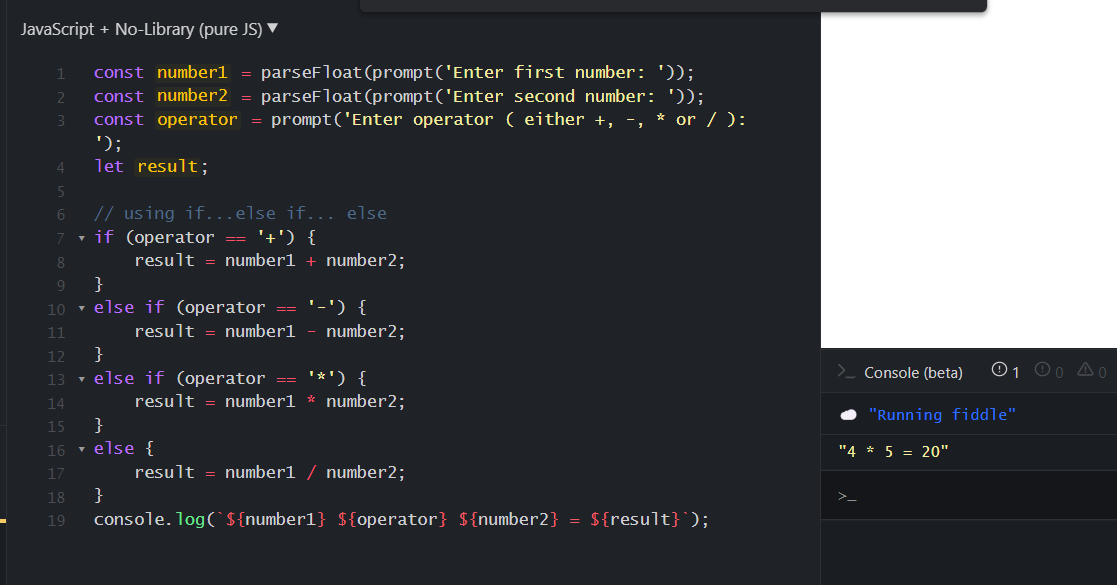 JavaScript + No-Library (pure JS) ▼
1 const number1 = parseFloat(prompt('Enter first number: '));
2 const number2 = parseFloat(prompt('Enter second number: '));
3 const operator = prompt('Enter operator ( either +, -, * or / ):
');
4 let result;
5
6 // using if...else if... else
7 ▾ if (operator == '+') {
8     result = number1 + number2;
9 }
10 ▾ else if (operator == '-') {
11     result = number1 - number2;
12 }
13 ▾ else if (operator == '*') {
14     result = number1 * number2;
15 }
16 ▾ else {
17     result = number1 / number2;
18 }
19 console.log(`${number1} ${operator} ${number2} = ${result}`);
>_ Console (beta) 1 0 0
"Running fiddle"
"4 * 5 = 20"
>_